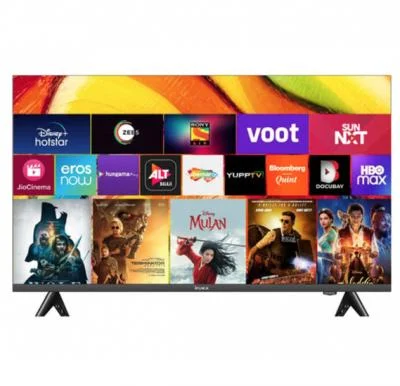 Disney+
hotstar
ZEE5
SONY
LIV
voot
SUN
NXT
JioCinema
eros
now
hungama
ALT
BALAJI
YUPPTV
Bloomberg
Quint
DOCUBAY
HBO
max
TERMINATOR
Disney
MULAN
Aladdin